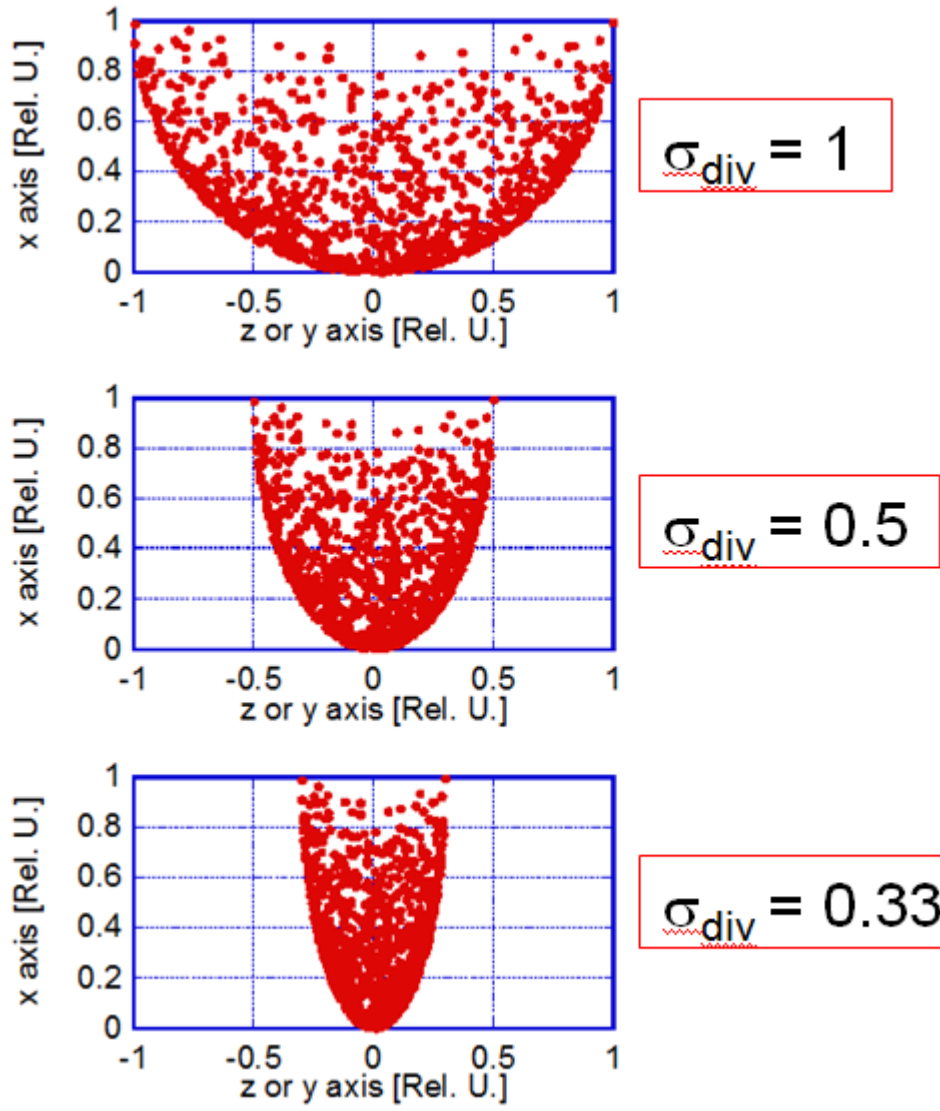 1
0.8
0.6
0.4
0.2
0
x axis [Rel. U.]
-1 -0.5 0 0.5 1
z or y axis [Rel. U.]
σdiv = 1
1
0.8
0.6
0.4
0.2
0
x axis [Rel. U.]
-1 -0.5 0 0.5 1
z or y axis [Rel. U.]
σdiv = 0.5
1
0.8
0.6
0.4
0.2
0
x axis [Rel. U.]
-1 -0.5 0 0.5 1
z or y axis [Rel. U.]
σdiv = 0.33